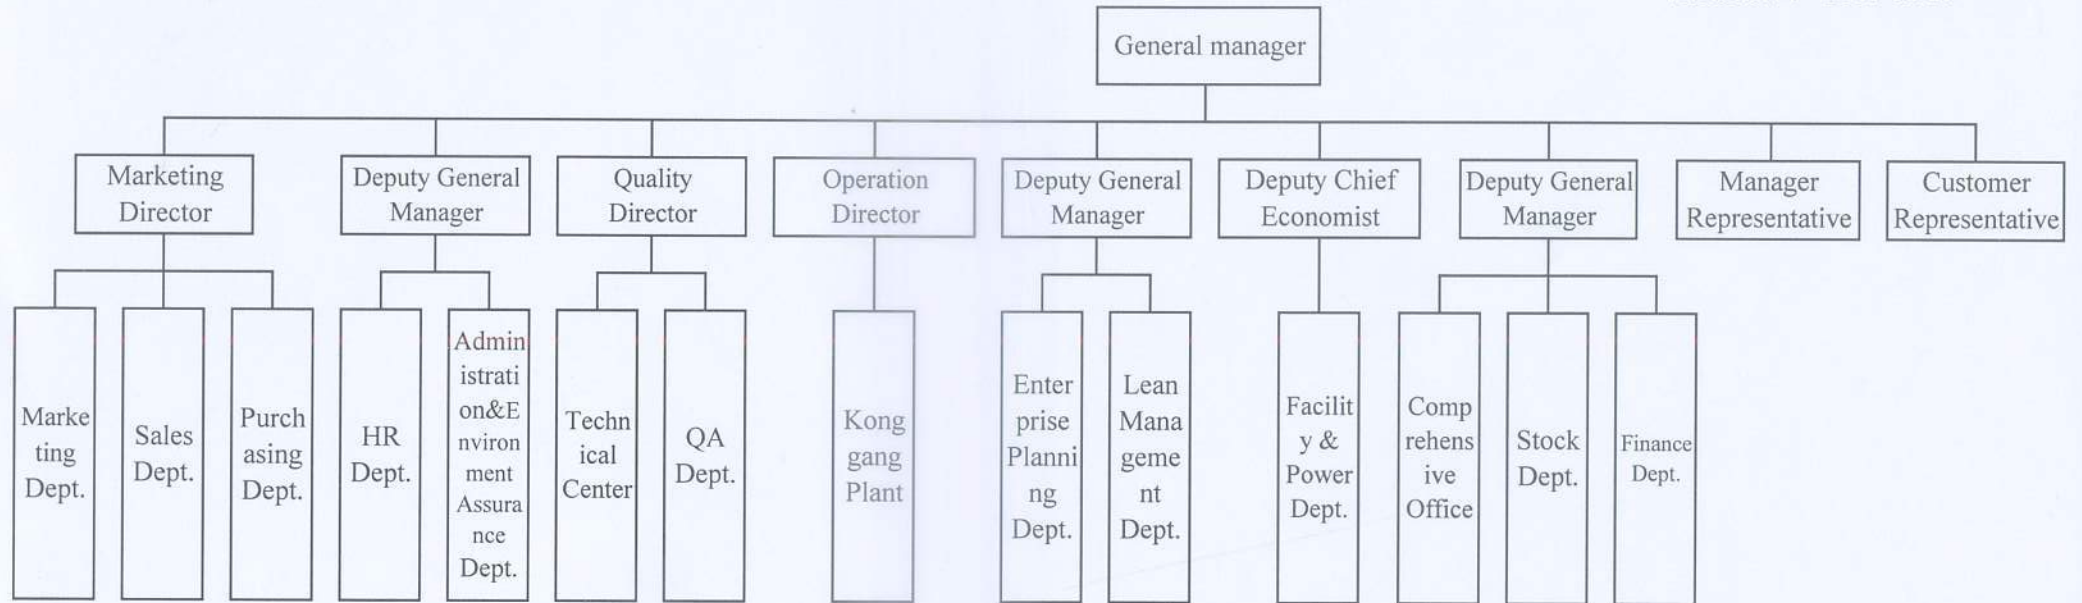 General manager
Marketing
Director
Deputy General
Manager
Quality
Director
Operation
Director
Deputy General
Manager
Deputy Chief
Economist
Deputy General
Manager
Manager
Representative
Customer
Representative
Marke
ting
Dept.
Sales
Dept.
Purch
asing
Dept.
HR
Dept.
Admin
istrati
on&E
nviron
ment
Assura
nce
Dept.
Techn
ical
Center
QA
Dept.
Kong
gang
Plant
Enter
prise
Planni
ng
Dept.
Lean
Mana
geme
nt
Dept.
Facilit
y &
Power
Dept.
Comp
rehens
ive
Office
Stock
Dept.
Finance
Dept.